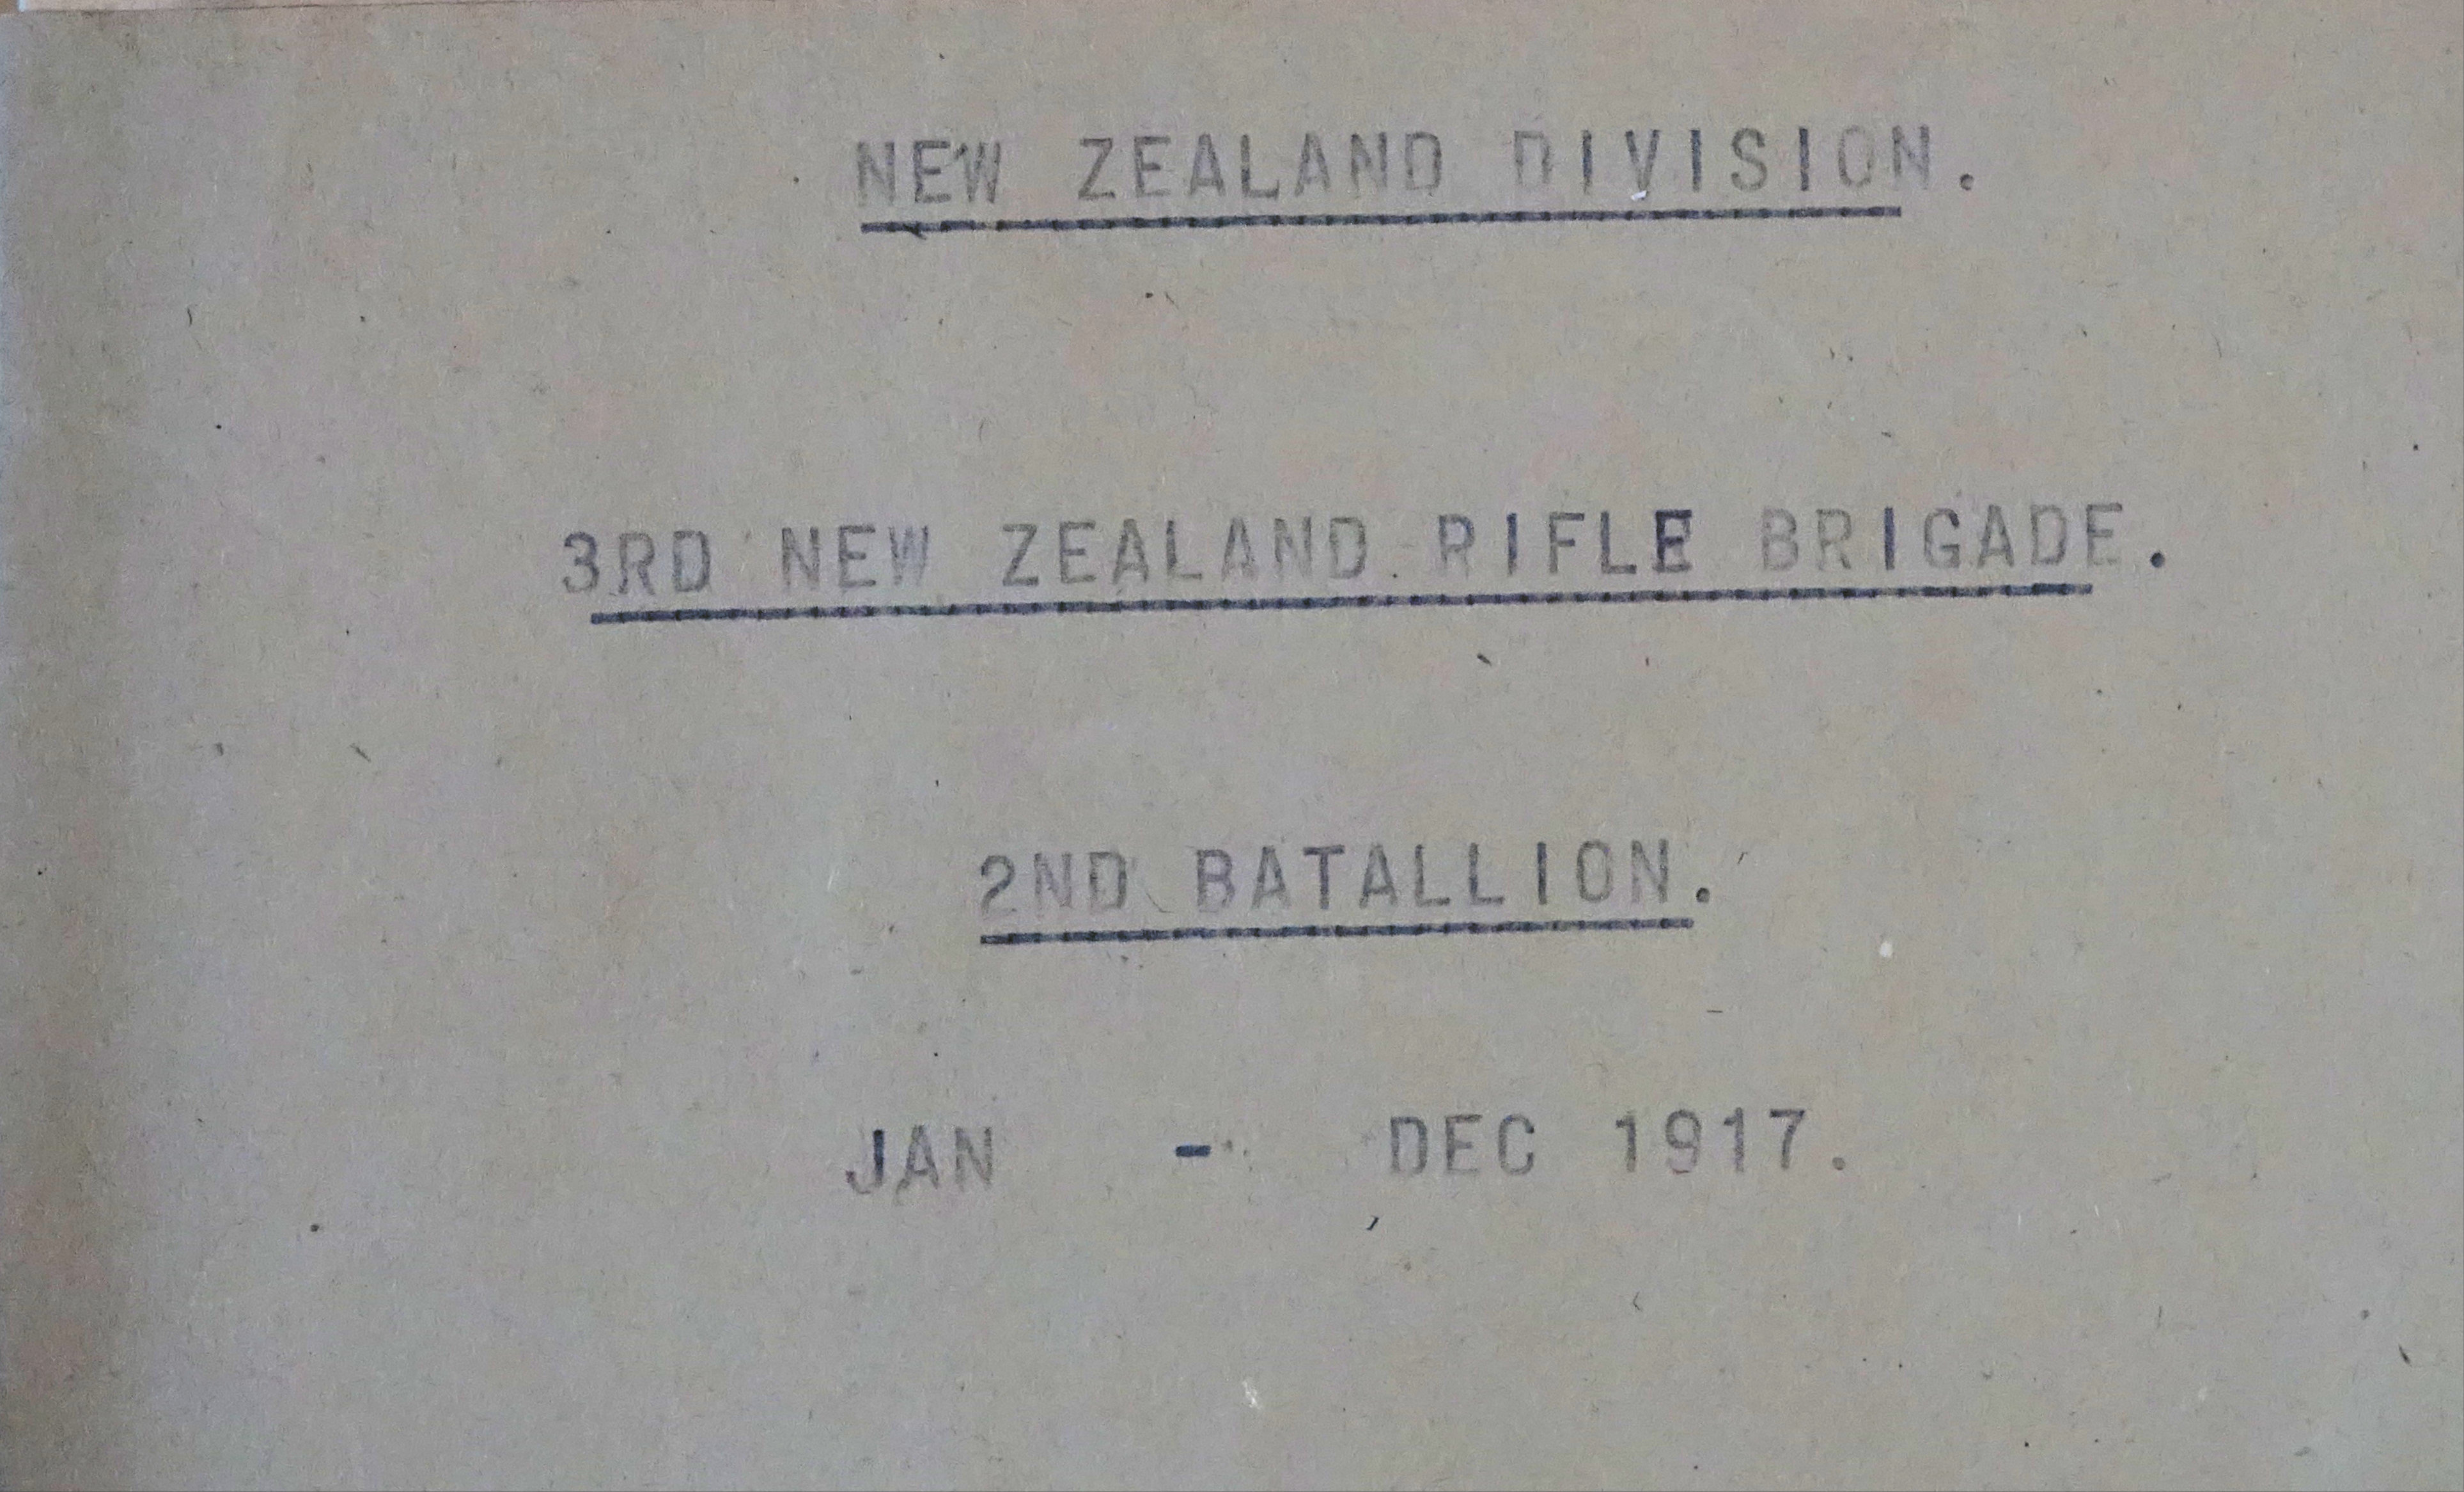 NEW ZEALAND DIVISION.
3RD NEW ZEALAND RIFLE BRIGADE.
2ND BATALLION.
JAN - DEC 1917.